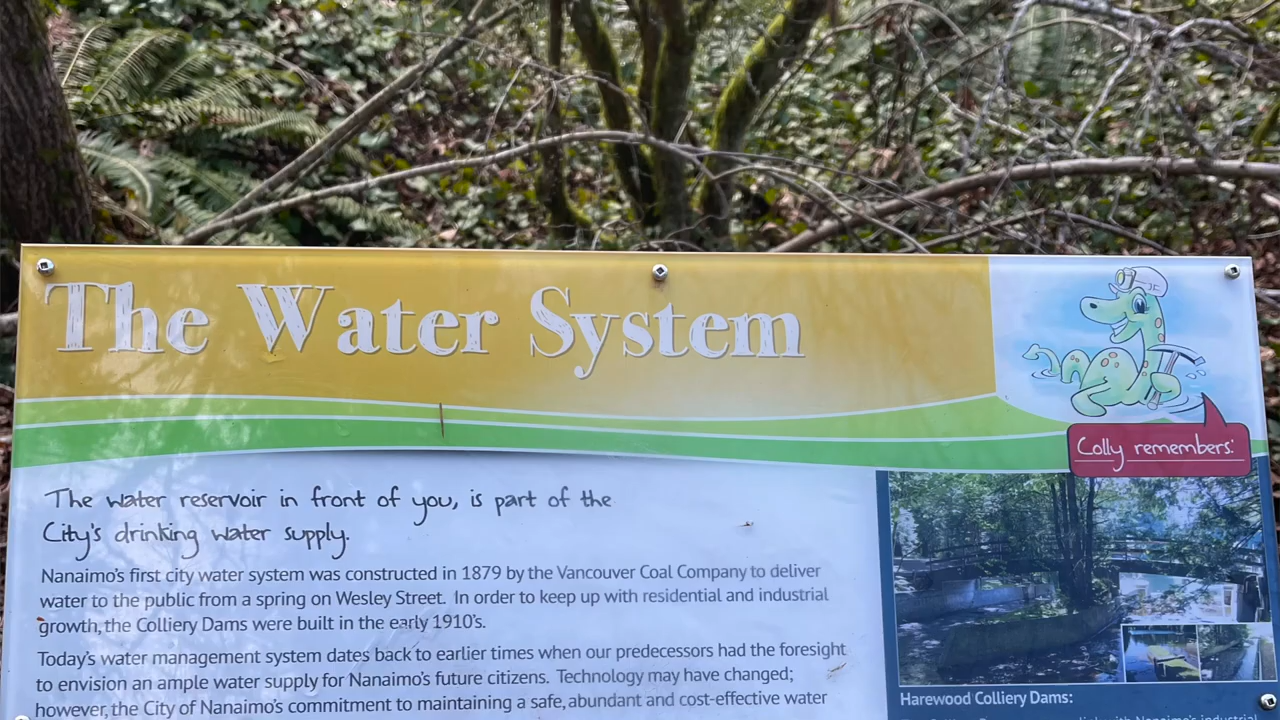 The Water System
Colly remembers:
The water reservoir in front of you, is part of the
City's drinking water supply.
Nanaimo's first city water system was constructed in 1879 by the Vancouver Coal Company to deliver
water to the public from a spring on Wesley Street. In order to keep up with residential and industrial
growth, the Colliery Dams were built in the early 1910's.
Today's water management system dates back to earlier times when our predecessors had the foresight
to envision an ample water supply for Nanaimo's future citizens. Technology may have changed;
however, the City of Nanaimo's commitment to maintaining a safe, abundant and cost-effective water
Harewood Colliery Dams: